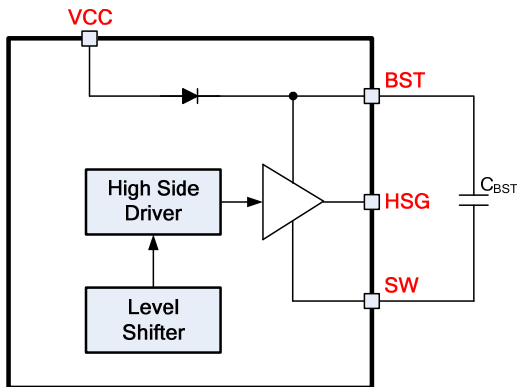 VCC
BST
High Side
Driver
HSG
CBST
SW
Level
Shifter